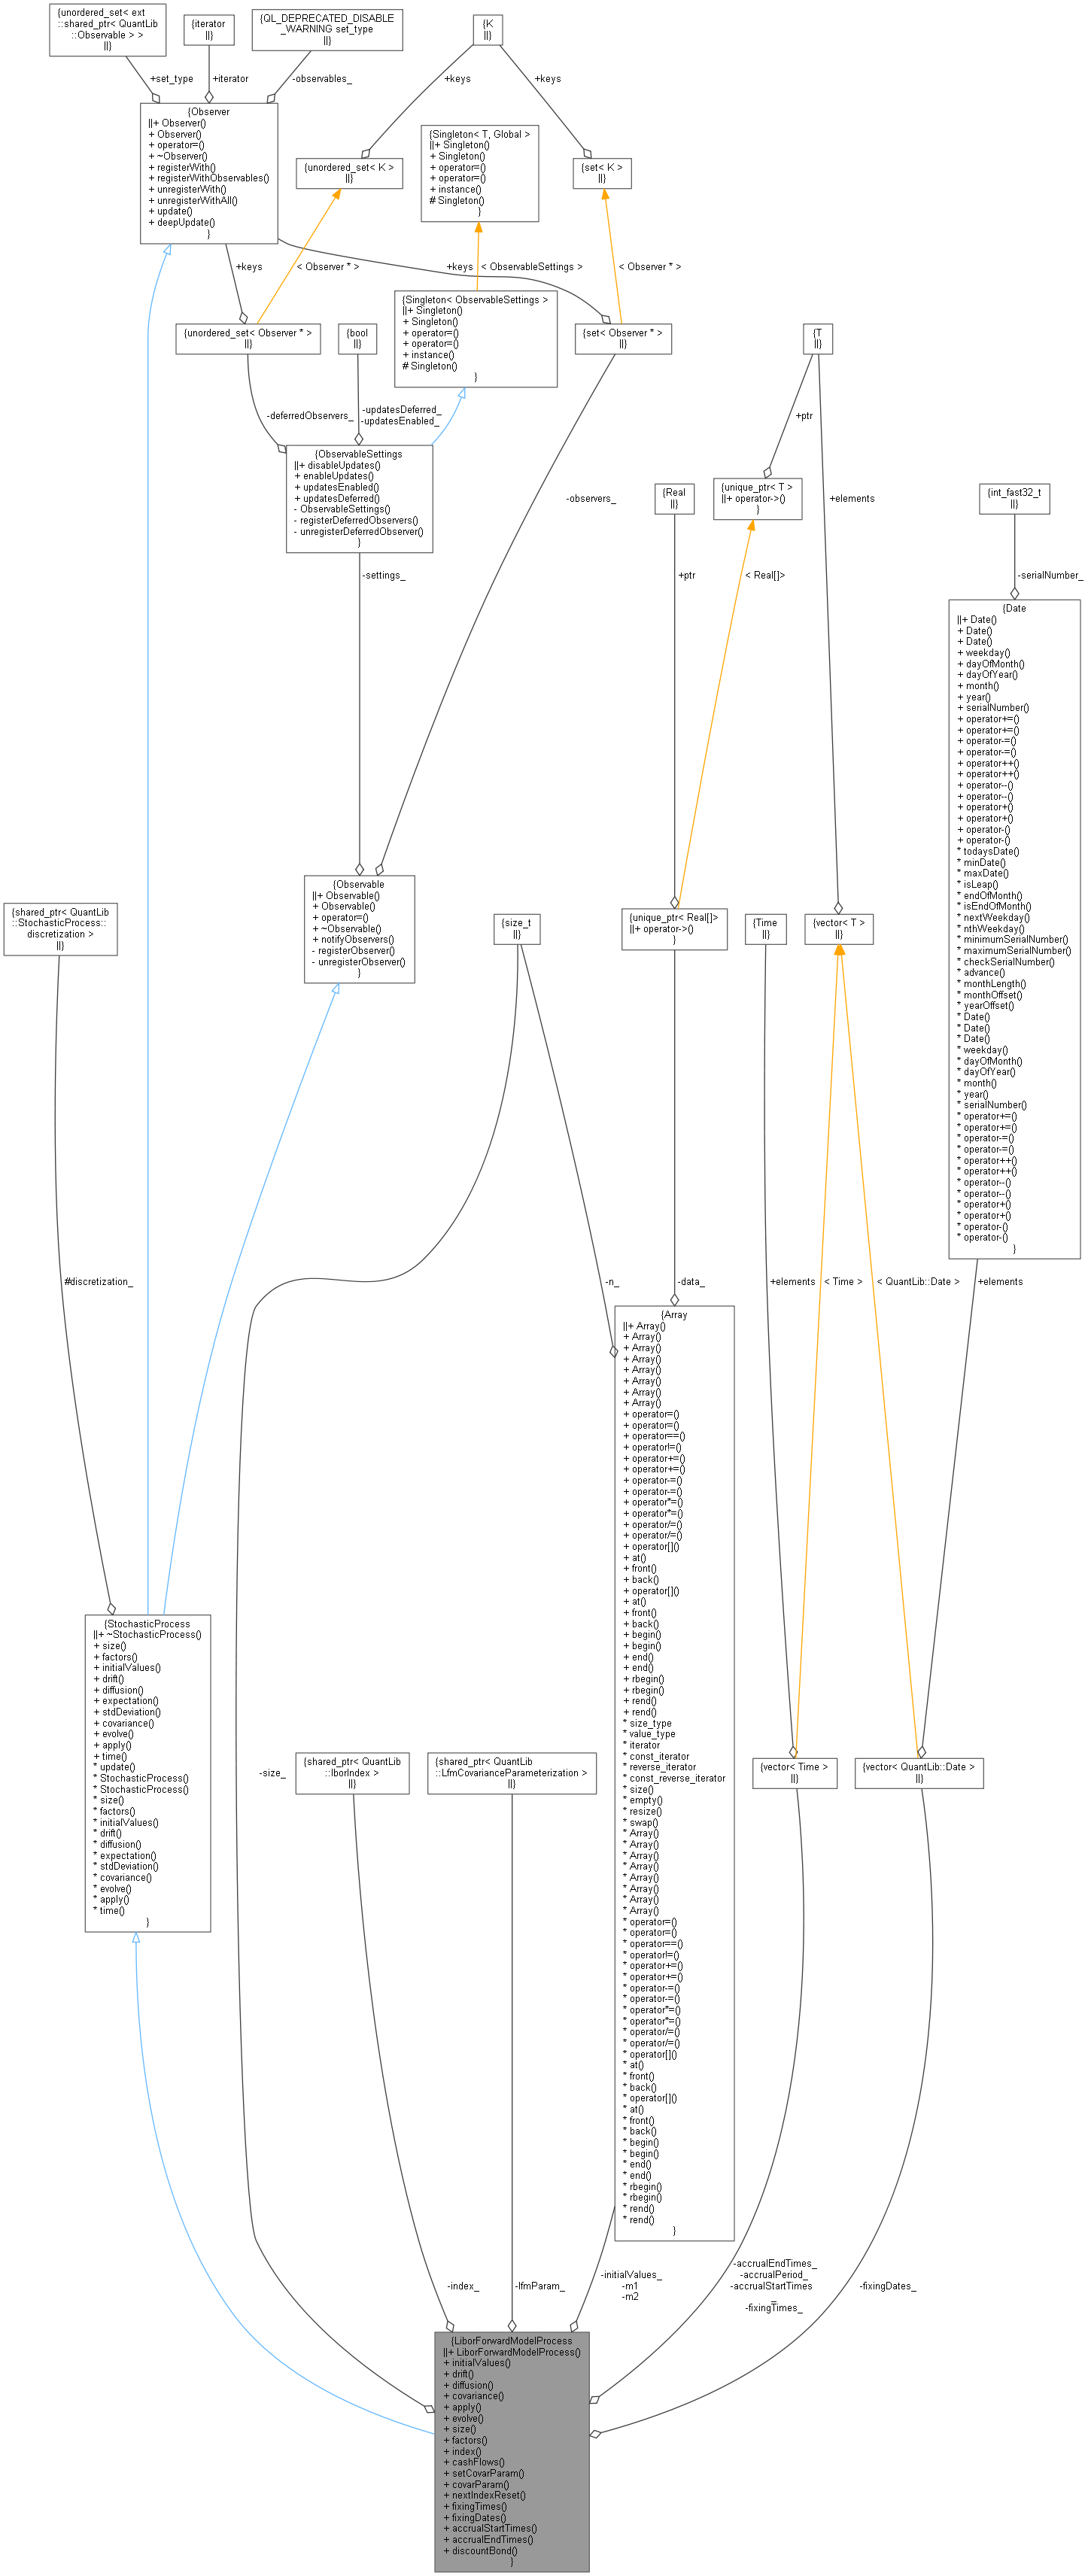 {unordered_set< ext
::shared_ptr< QuantLib
::Observable > >
||}
{iterator
||}
{QL_DEPRECATED_DISABLE
_WARNING set_type
||}
{K
||}
+set_type
+iterator
-observables_
+keys
+keys
{Observer
||+ Observer()
+ Observer()
+ operator=()
+ ~Observer()
+ registerWith()
+ registerWithObservables()
+ unregisterWith()
+ unregisterWithAll()
+ update()
+ deepUpdate()
}
{unordered_set< K >
||}
{Singleton< T, Global >
||+ Singleton()
+ Singleton()
+ operator=()
+ operator=()
+ instance()
# Singleton()
}
{set< K >
||}
+keys
< Observer * >
+keys
< ObservableSettings >
< Observer * >
{unordered_set< Observer * >
||}
{bool
||}
{Singleton< ObservableSettings >
||+ Singleton()
+ Singleton()
+ operator=()
+ operator=()
+ instance()
# Singleton()
}
{set< Observer * >
||}
{T
||}
-deferredObservers_
-updatesDeferred_
-updatesEnabled_
+ptr
{ObservableSettings
||+ disableUpdates()
+ enableUpdates()
+ updatesEnabled()
+ updatesDeferred()
- ObservableSettings()
- registerDeferredObservers()
- unregisterDeferredObserver()
}
-observers_
{Real
||}
{unique_ptr< T >
||+ operator->()
}
+elements
{int_fast32_t
||}
-settings_
+ptr
< Real[]>
-serialNumber_
{Date
||+ Date()
+ Date()
+ Date()
+ weekday()
+ dayOfMonth()
+ dayOfYear()
+ month()
+ year()
+ serialNumber()
+ operator+=()
+ operator+=()
+ operator-=()
+ operator-=()
+ operator++()
+ operator++()
+ operator--()
+ operator--()
+ operator+()
+ operator+()
+ operator-()
+ operator-()
* todaysDate()
* minDate()
* maxDate()
* isLeap()
* endOfMonth()
* isEndOfMonth()
* nextWeekday()
* nthWeekday()
* minimumSerialNumber()
* maximumSerialNumber()
* checkSerialNumber()
* advance()
* monthLength()
* monthOffset()
* yearOffset()
* Date()
* Date()
* Date()
* weekday()
* dayOfMonth()
* dayOfYear()
* month()
* year()
* serialNumber()
* operator+=()
* operator+=()
* operator-=()
* operator-=()
* operator++()
* operator++()
* operator--()
* operator--()
* operator+()
* operator+()
* operator-()
* operator-()
}
{shared_ptr< QuantLib
::StochasticProcess::
discretization >
||}
{Observable
||+ Observable()
+ Observable()
+ operator=()
+ ~Observable()
+ notifyObservers()
- registerObserver()
- unregisterObserver()
}
{size_t
||}
{unique_ptr< Real[]>
||+ operator->()
}
{Time
||}
{vector< T >
||}
#discretization_
-n_
-data_
+elements
< Time >
< QuantLib::Date >
+elements
{Array
||+ Array()
+ Array()
+ Array()
+ Array()
+ Array()
+ Array()
+ Array()
+ Array()
+ operator=()
+ operator=()
+ operator==()
+ operator!=()
+ operator+=()
+ operator+=()
+ operator-=()
+ operator-=()
+ operator*=()
+ operator*=()
+ operator/=()
+ operator/=()
+ operator[]()
+ at()
+ front()
+ back()
+ operator[]()
+ at()
+ front()
+ back()
+ begin()
+ begin()
+ end()
+ end()
+ rbegin()
+ rbegin()
+ rend()
+ rend()
* size_type
* value_type
* iterator
* const_iterator
* reverse_iterator
* const_reverse_iterator
* size()
* empty()
* resize()
* swap()
* Array()
* Array()
* Array()
* Array()
* Array()
* Array()
* Array()
* Array()
* operator=()
* operator=()
* operator==()
* operator!=()
* operator+=()
* operator+=()
* operator-=()
* operator-=()
* operator*=()
* operator*=()
* operator/=()
* operator/=()
* operator[]()
* at()
* front()
* back()
* operator[]()
* at()
* front()
* back()
* begin()
* begin()
* end()
* end()
* rbegin()
* rbegin()
* rend()
* rend()
}
{StochasticProcess
||+ ~StochasticProcess()
+ size()
+ factors()
+ initialValues()
+ drift()
+ diffusion()
+ expectation()
+ stdDeviation()
+ covariance()
+ evolve()
+ apply()
+ time()
* update()
* StochasticProcess()
* StochasticProcess()
* size()
* factors()
* initialValues()
* drift()
* diffusion()
* expectation()
* stdDeviation()
* covariance()
* evolve()
* apply()
* time()
}
-size_
{shared_ptr< QuantLib
::IborIndex >
||}
{shared_ptr< QuantLib
::LfmCovarianceParameterization >
||}
{vector< Time >
||}
{vector< QuantLib::Date >
||}
-index_
-lfmParam_
-initialValues_
-m1
-m2
-accrualEndTimes_
-accrualPeriod_
-accrualStartTimes
_
-fixingTimes_
-fixingDates_
{LiborForwardModelProcess
||+ LiborForwardModelProcess()
+ initialValues()
+ drift()
+ diffusion()
+ covariance()
+ apply()
+ evolve()
+ size()
+ factors()
+ index()
+ cashFlows()
+ setCovarParam()
+ covarParam()
+ nextIndexReset()
+ fixingTimes()
+ fixingDates()
+ accrualStartTimes()
+ accrualEndTimes()
+ discountBond()
}